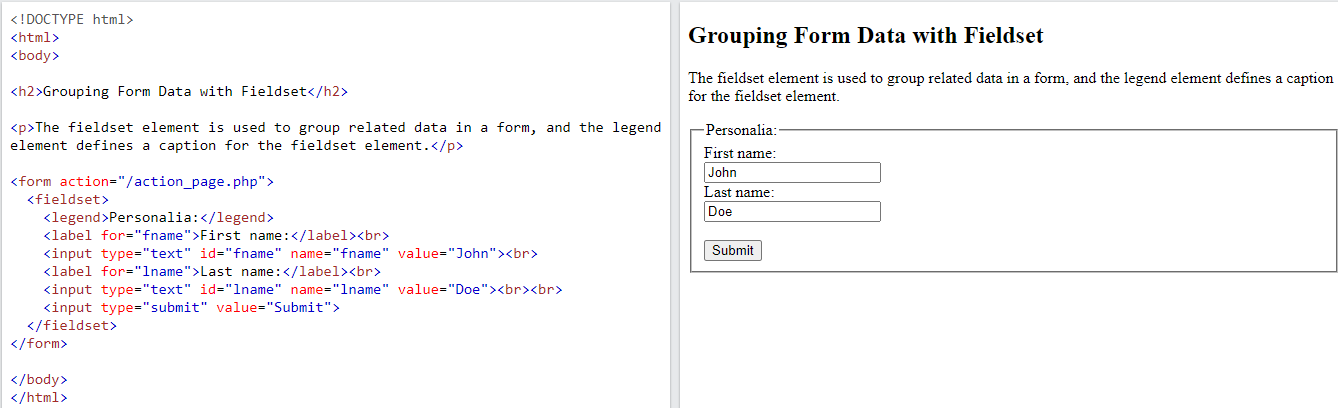 <!DOCTYPE html>
<html>
<body>
<h2>Grouping Form Data with Fieldset</h2>
<p>The fieldset element is used to group related data in a form, and the legend
element defines a caption for the fieldset element.</p>
<form action="/action_page.php">
<fieldset>
<legend>Personalia:</legend>
<label for="fname">First name:</label><br>
<input type="text" id="fname" name="fname" value="John"><br>
<label for="lname">Last name:</label><br>
<input type="text" id="lname" name="lname" value="Doe"><br><br>
<input type="submit" value="Submit">
</fieldset>
</form>
</body>
</html>
Grouping Form Data with Fieldset
The fieldset element is used to group related data in a form, and the legend element defines a caption
for the fieldset element.
Personalia:
First name:
John
Last name:
Doe
Submit